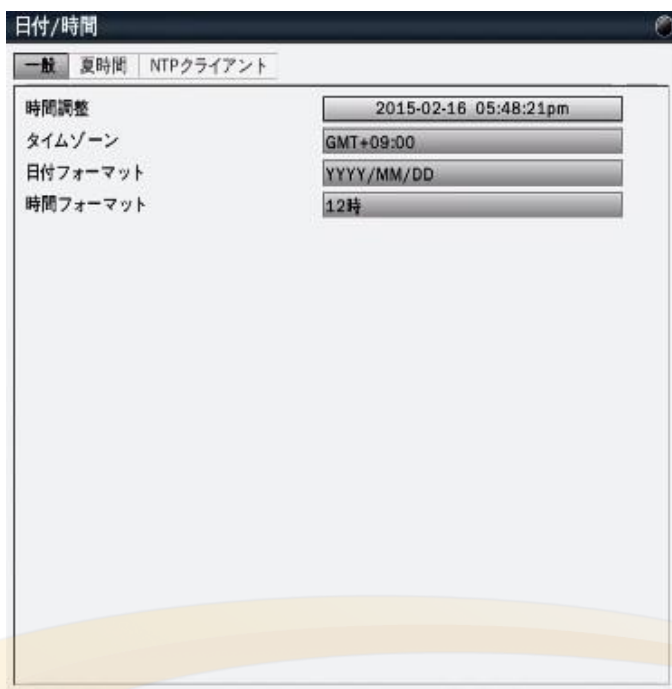 日付/時間
一般 夏時間 NTPクライアント
時間調整 2015-02-16 05:48:21pm
タイムゾーン GMT+09:00
日付フォーマット YYYY/MM/DD
時間フォーマット 12時